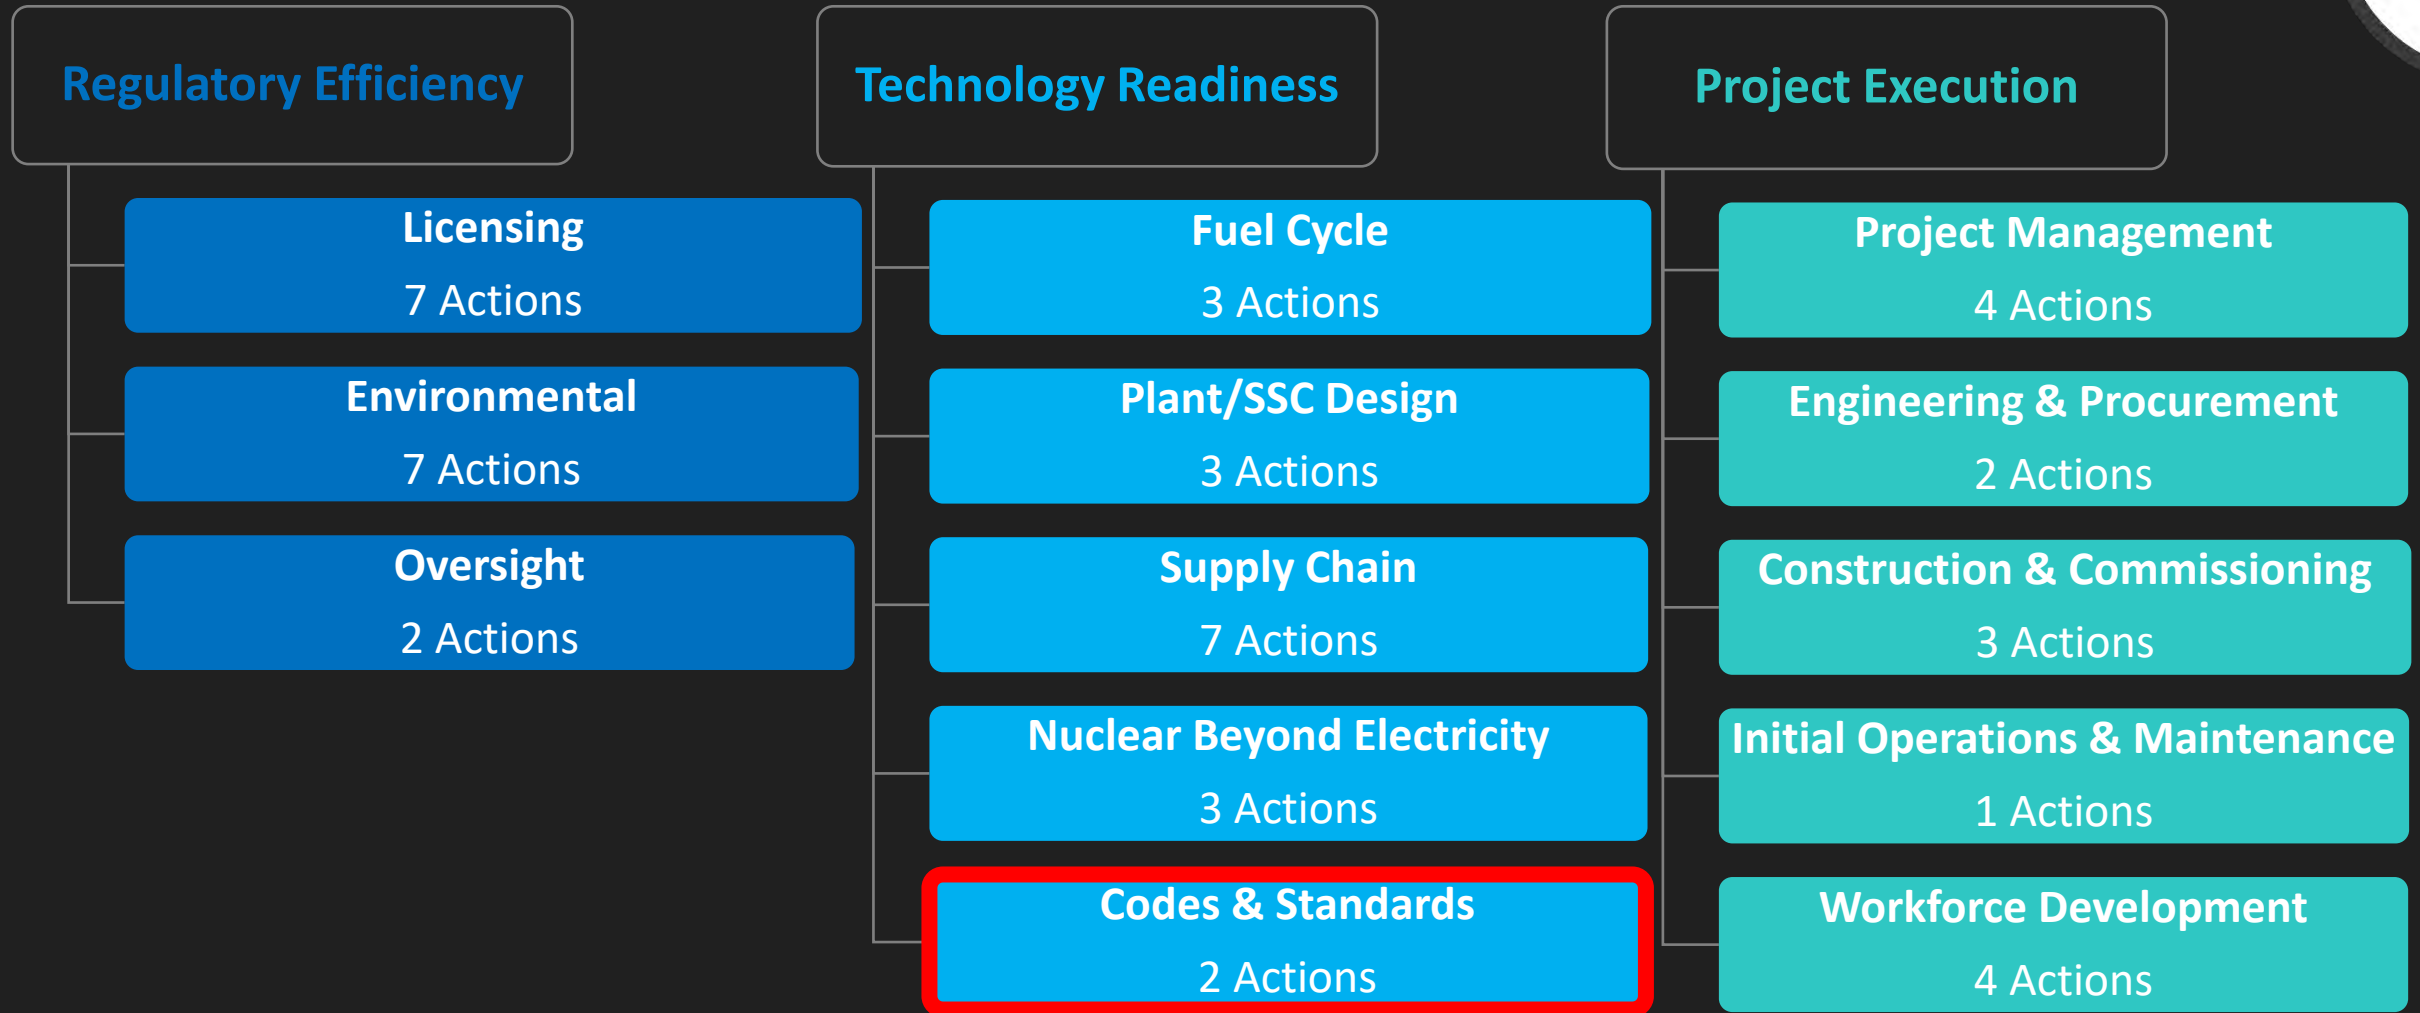 Regulatory Efficiency
Licensing
7 Actions
Environmental
7 Actions
Oversight
2 Actions
Technology Readiness
Fuel Cycle
3 Actions
Plant/SSC Design
3 Actions
Supply Chain
7 Actions
Nuclear Beyond Electricity
3 Actions
Codes & Standards
2 Actions
Project Execution
Project Management
4 Actions
Engineering & Procurement
2 Actions
Construction & Commissioning
3 Actions
Initial Operations & Maintenance
1 Actions
Workforce Development
4 Actions